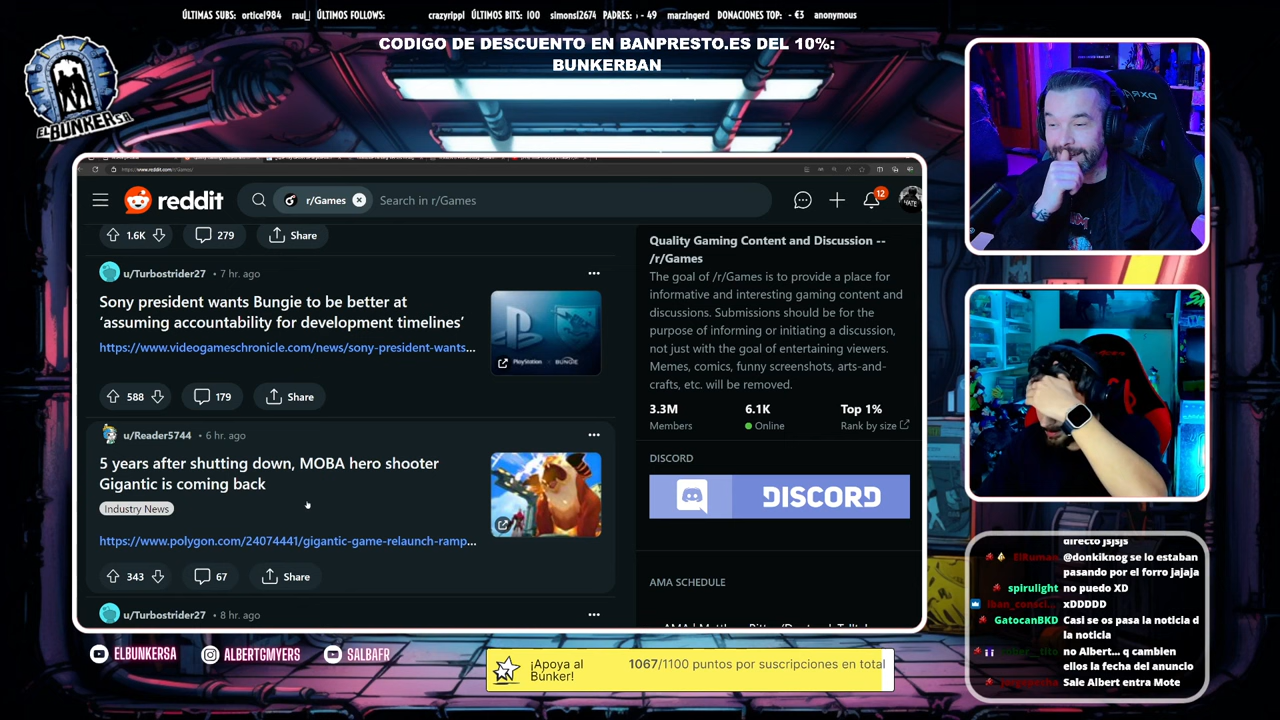 ÚLTIMAS SUBS: orticel984 raul_ ÚLTIMOS FOLLOWS: crazyrippi ÚLTIMOS BITS: 100 simonsi2674 PADRES: : - 49 marzingerd DONACIONES TOP: - €3 anonymous
CODIGO DE DESCUENTO EN BANPRESTO.ES DEL 10%:
BUNKERBAN
ELBUNKERSA
reddit
r/Games
Search in r/Games
12
HATE
1.6K
279
Share
u/Turbostrider27 • 7 hr. ago
Sony president wants Bungie to be better at
‘assuming accountability for development timelines’
https://www.videogameschronicle.com/news/sony-president-wants...
PlayStation
BUNGIE
588
179
Share
u/Reader5744 • 6 hr. ago
5 years after shutting down, MOBA hero shooter
Gigantic is coming back
Industry News
https://www.polygon.com/24074441/gigantic-game-relaunch-ramp...
343
67
Share
u/Turbostrider27 • 8 hr. ago
Quality Gaming Content and Discussion --
/r/Games
The goal of /r/Games is to provide a place for
informative and interesting gaming content and
discussions. Submissions should be for the
purpose of informing or initiating a discussion,
not just with the goal of entertaining viewers.
Memes, comics, funny screenshots, arts-and-
crafts, etc. will be removed.
3.3M
6.1K
Top 1%
Members
Online
Rank by size
DISCORD
DISCORD
AMA SCHEDULE
directo jsjsjs
ElRuman @donkiknog se lo estaban
pasando por el forro jajaja
spirulight no puedo XD
xDDDDD
GatocanBKD Casi se os pasa la noticia d
la noticia
no Albert... q cambien
ellos la fecha del anuncio
Sale Albert entra Mote
ELBUNKERSA
ALBERTGMYERS
SALBAFR
¡Apoya al
Bunker!
1067/1100 puntos por suscripciones en total